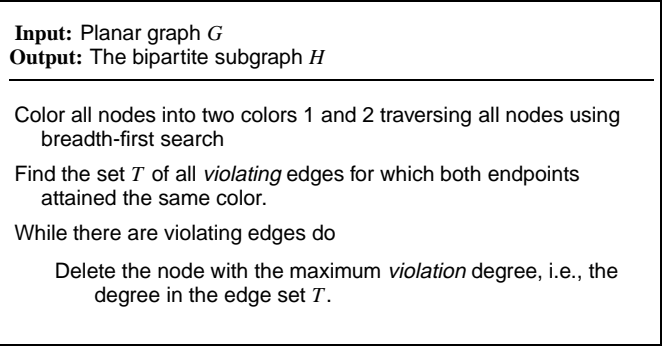 Input: Planar graph G
Output: The bipartite subgraph H
Color all nodes into two colors 1 and 2 traversing all nodes using
breadth-first search
Find the set T of all violating edges for which both endpoints
attained the same color.
While there are violating edges do
Delete the node with the maximum violation degree, i.e., the
degree in the edge set T.